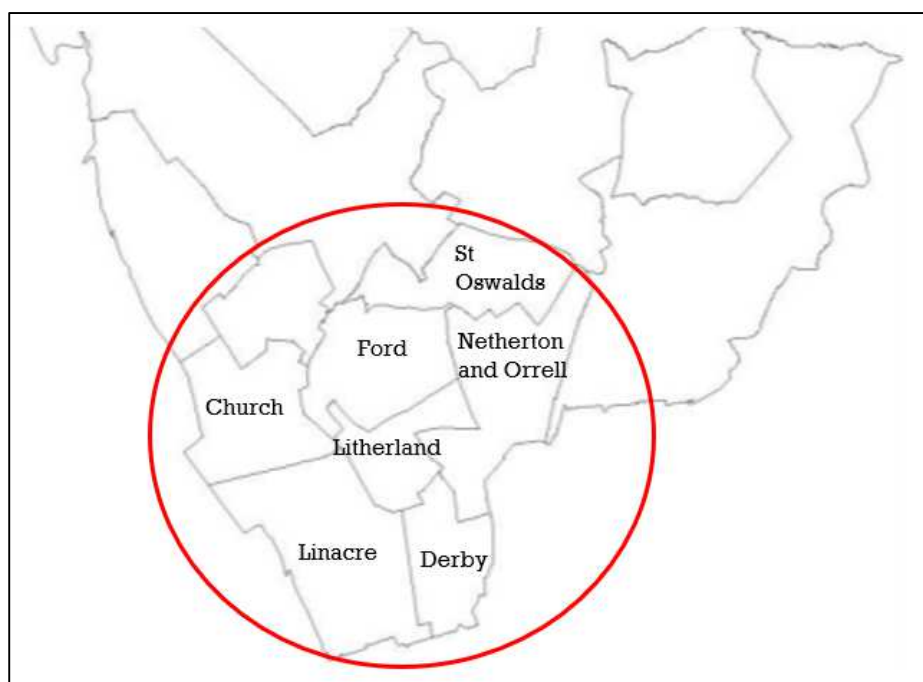 St
Oswalds
Ford
Netherton
and Orrell
Church
Litherland
Linacre
Derby